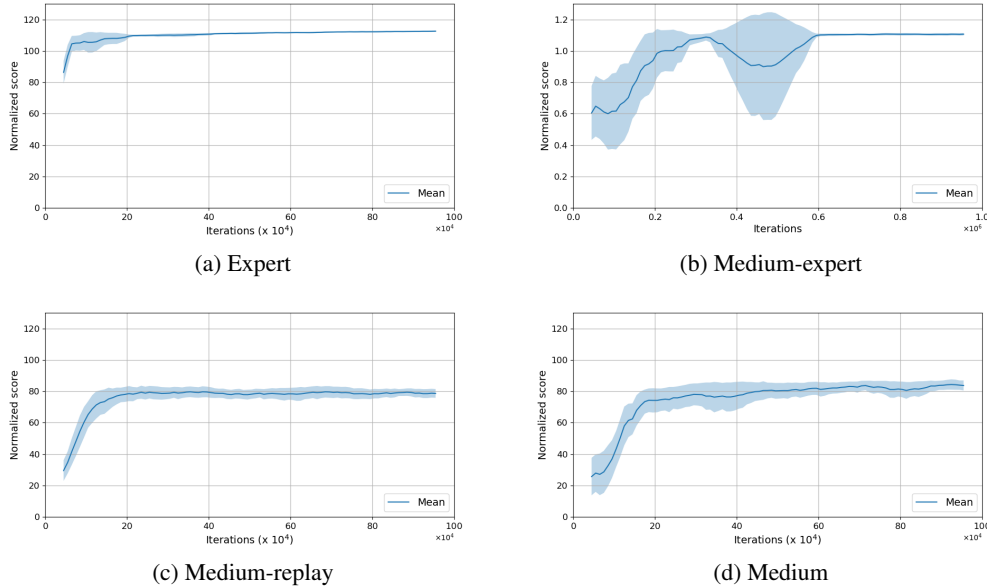 120
100
80
60
40
20
0
Normalized score
Mean
0 20 40 60 80 100
×10⁴
Iterations (x 10⁴)
(a) Expert
1.2
1.0
0.8
0.6
0.4
0.2
0.0
Normalized score
Mean
0.0 0.2 0.4 0.6 0.8 1.0
×10⁶
Iterations
(b) Medium-expert
120
100
80
60
40
20
0
Normalized score
Mean
0 20 40 60 80 100
×10⁴
Iterations (x 10⁴)
(c) Medium-replay
120
100
80
60
40
20
0
Normalized score
Mean
0 20 40 60 80 100
×10⁴
Iterations (x 10⁴)
(d) Medium